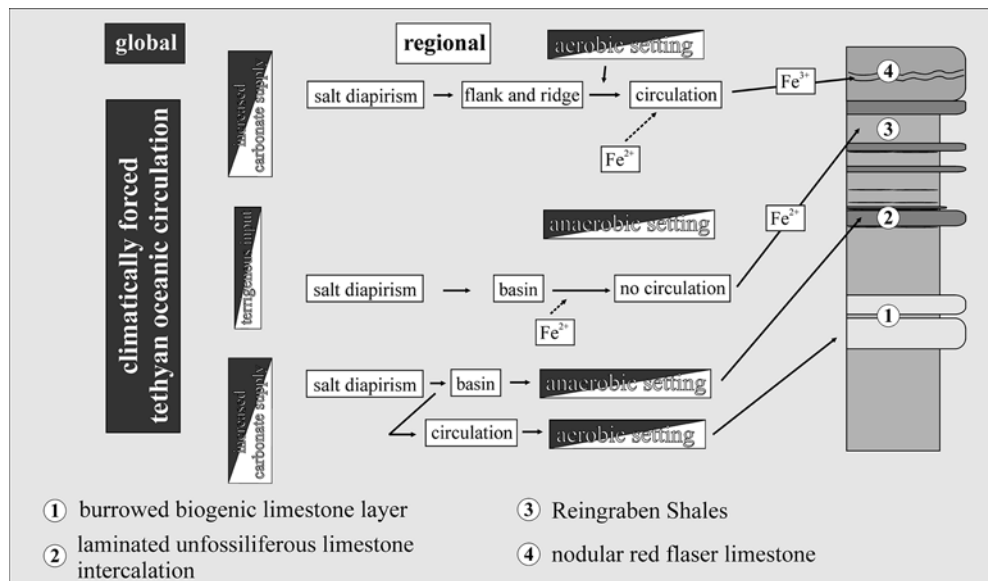 global
regional
climatically forced
tethyan oceanic circulation
increased
carbonate supply
aerobic setting
salt diapirism
flank and ridge
circulation
Fe3+
4
Fe2+
3
terrigenous input
anaerobic setting
Fe2+
2
salt diapirism
basin
no circulation
Fe2+
1
increased
carbonate supply
salt diapirism
basin
anaerobic setting
circulation
aerobic setting
1 burrowed biogenic limestone layer
2 laminated unfossiliferous limestone
intercalation
3 Reingraben Shales
4 nodular red flaser limestone